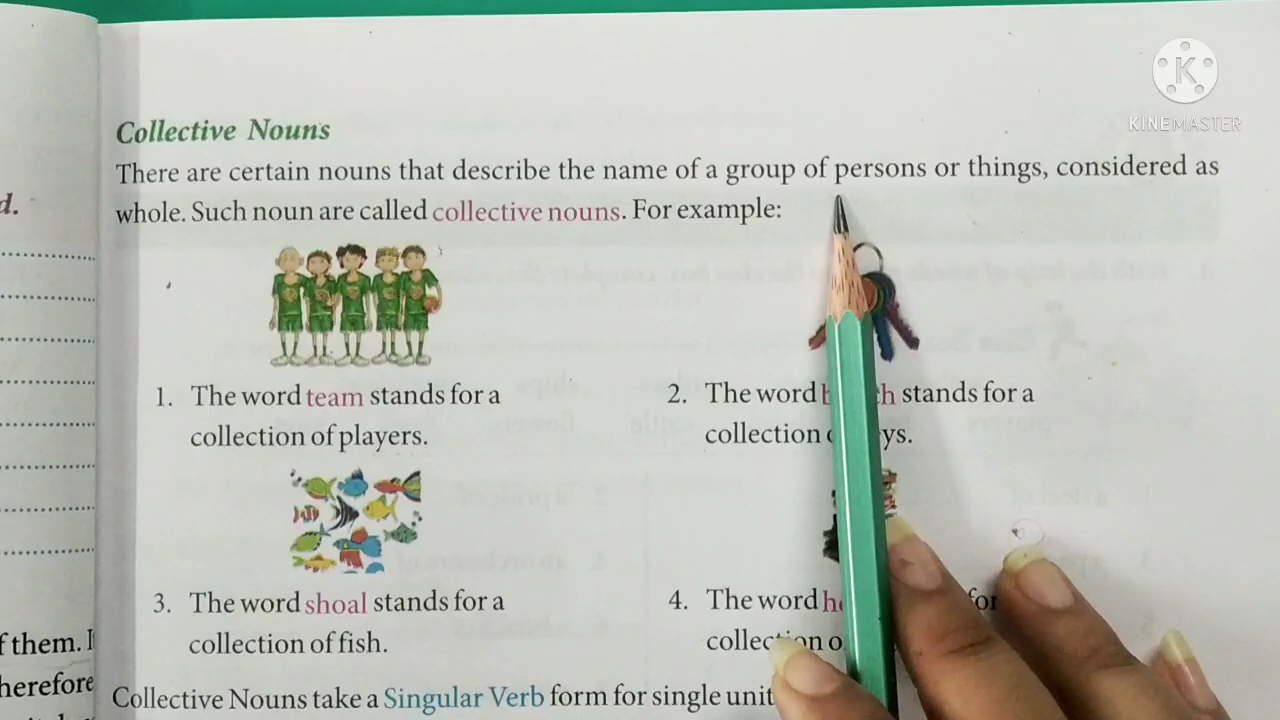 K
KINEMASTER
Collective Nouns
There are certain nouns that describe the name of a group of persons or things, considered as
whole. Such noun are called collective nouns. For example:
d.
1. The word team stands for a
collection of players.
2. The word stands for a
collection
3. The word shoal stands for a
collection of fish.
4. The word
f them. I
herefore
Collective Nouns take a Singular Verb form for single unit